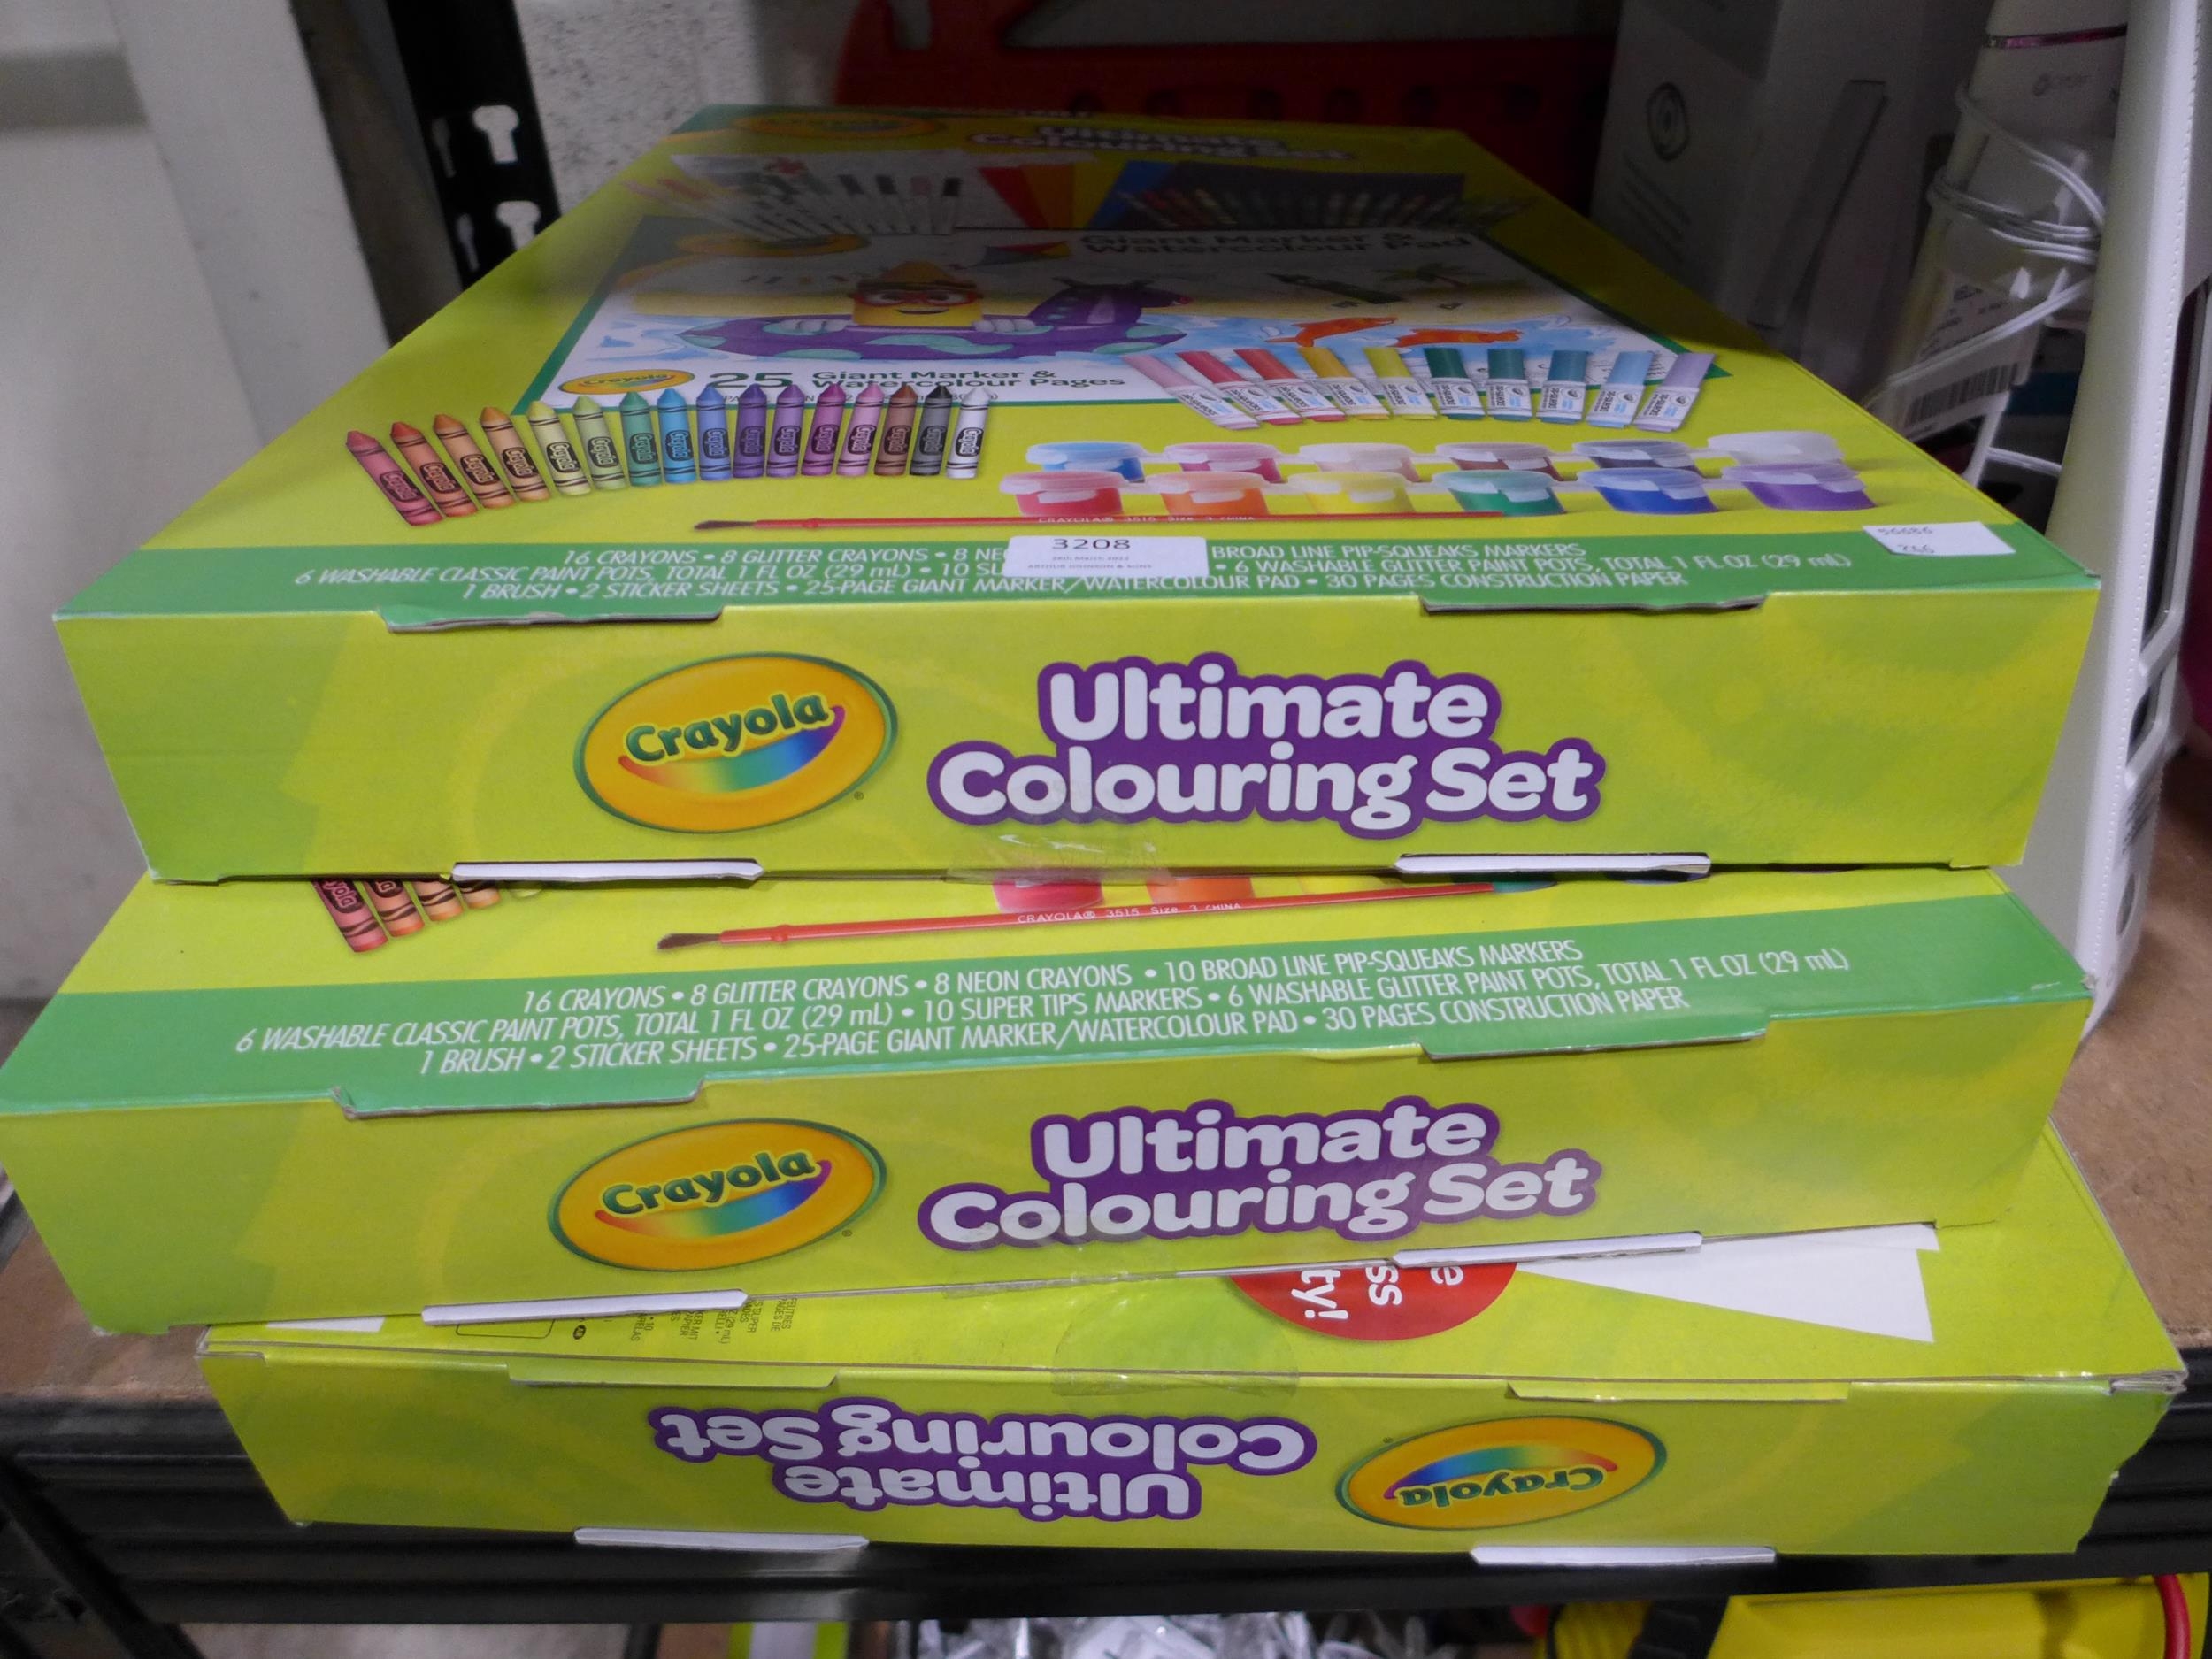 Ultimate
Colouring Set
Giant Marker &
Watercolour Pad
Crayola
25 Giant Marker &
Watercolour Pages
CRAYOLA® 3515 Size 3 CHINA
3208
ARTHUR JOHNSON & SONS
56686
16 CRAYONS • 8 GLITTER CRAYONS • 8 NE
BROAD LINE PIP-SQUEAKS MARKERS
6 WASHABLE CLASSIC PAINT POTS, TOTAL 1 FL OZ (29 mL) • 10 SU
• 6 WASHABLE GLITTER PAINT POTS, TOTAL 1 FL OZ (29 mL)
1 BRUSH • 2 STICKER SHEETS • 25-PAGE GIANT MARKER/WATERCOLOUR PAD • 30 PAGES CONSTRUCTION PAPER
Crayola
Ultimate
Colouring Set
CRAYOLA® 3515 Size 3 CHINA
16 CRAYONS • 8 GLITTER CRAYONS • 8 NEON CRAYONS • 10 BROAD LINE PIP-SQUEAKS MARKERS
6 WASHABLE CLASSIC PAINT POTS, TOTAL 1 FL OZ (29 mL) • 10 SUPER TIPS MARKERS • 6 WASHABLE GLITTER PAINT POTS, TOTAL 1 FL OZ (29 mL)
1 BRUSH • 2 STICKER SHEETS • 25-PAGE GIANT MARKER/WATERCOLOUR PAD • 30 PAGES CONSTRUCTION PAPER
Crayola
Ultimate
Colouring Set
e
ss
ty!
Crayola
Ultimate
Colouring Set